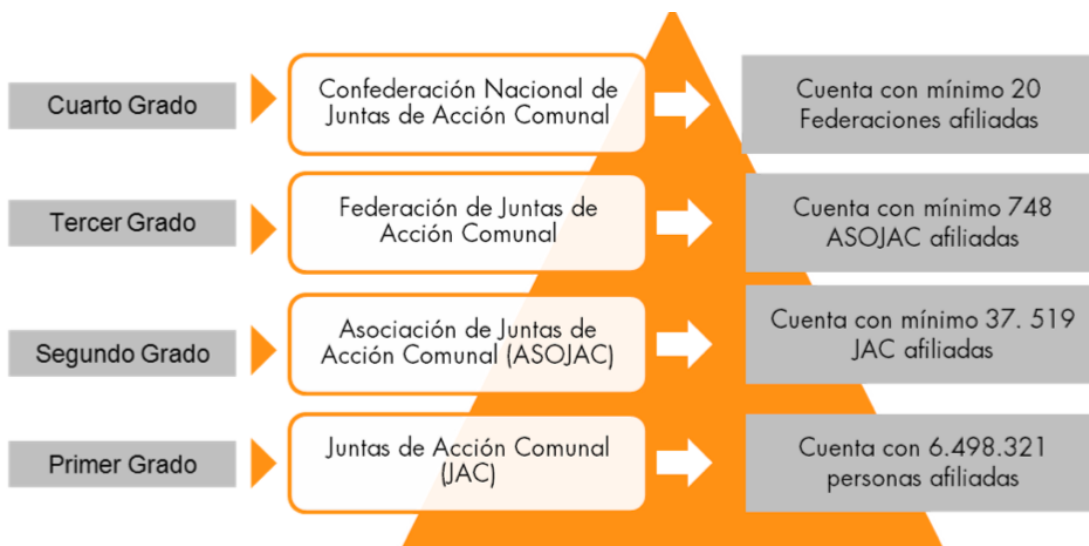 Cuarto Grado
Confederación Nacional de
Juntas de Acción Comunal
Cuenta con mínimo 20
Federaciones afiliadas
Tercer Grado
Federación de Juntas de
Acción Comunal
Cuenta con mínimo 748
ASOJAC afiliadas
Segundo Grado
Asociación de Juntas de
Acción Comunal (ASOJAC)
Cuenta con mínimo 37. 519
JAC afiliadas
Primer Grado
Juntas de Acción Comunal
(JAC)
Cuenta con 6.498.321
personas afiliadas